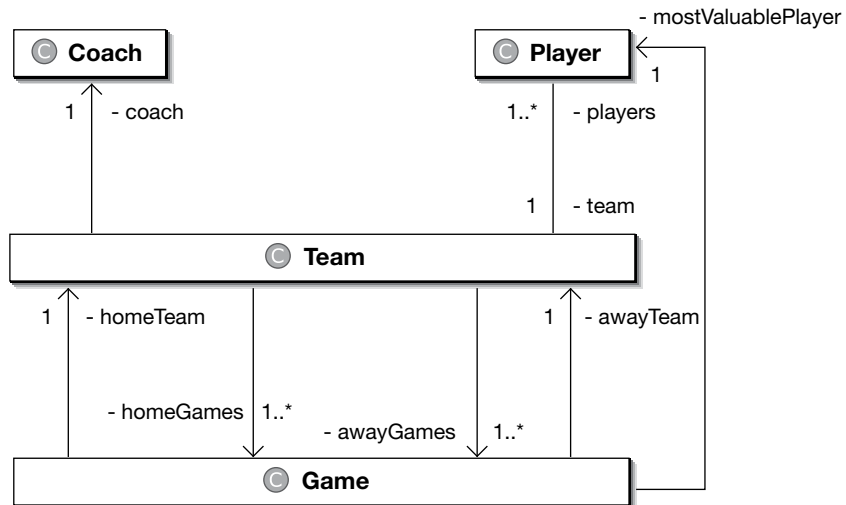 - mostValuablePlayer
C Coach
C Player
1
1 - coach
1..* - players
1 - team
C Team
1 - homeTeam
1 - awayTeam
- homeGames 1..*
- awayGames 1..*
C Game